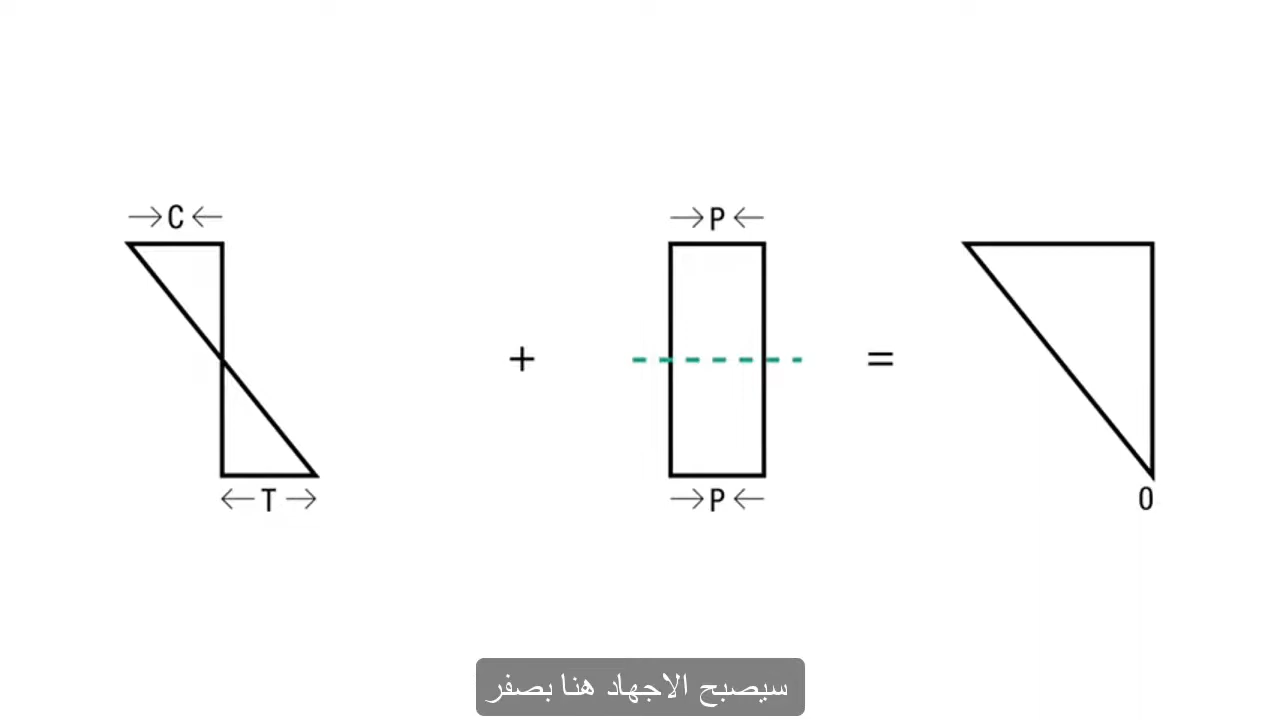 →C← →P←
+ =
←T→ →P← 0
سيصبح الاجهاد هنا بصفر